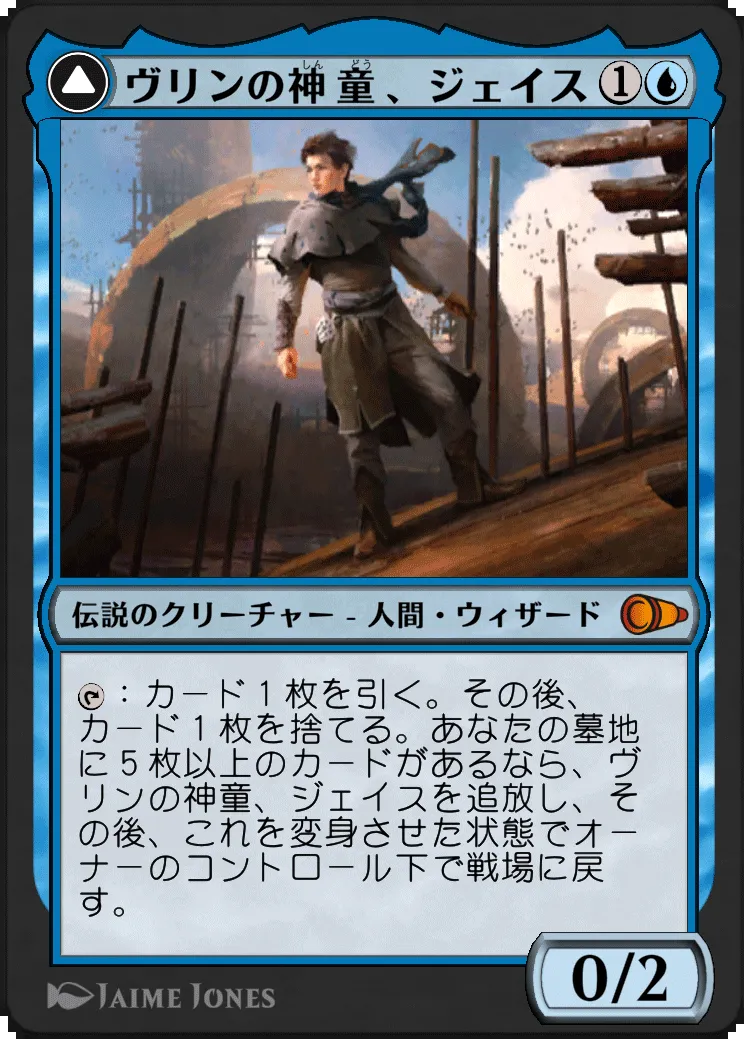 ヴリンの神童、ジェイス 1
しん どう
伝説のクリーチャー - 人間・ウィザード
：カード1枚を引く。その後、
カード1枚を捨てる。あなたの墓地
に5枚以上のカードがあるなら、ヴ
リンの神童、ジェイスを追放し、そ
の後、これを変身させた状態でオー
ナーのコントロール下で戦場に戻
す。
0/2
JAIME JONES